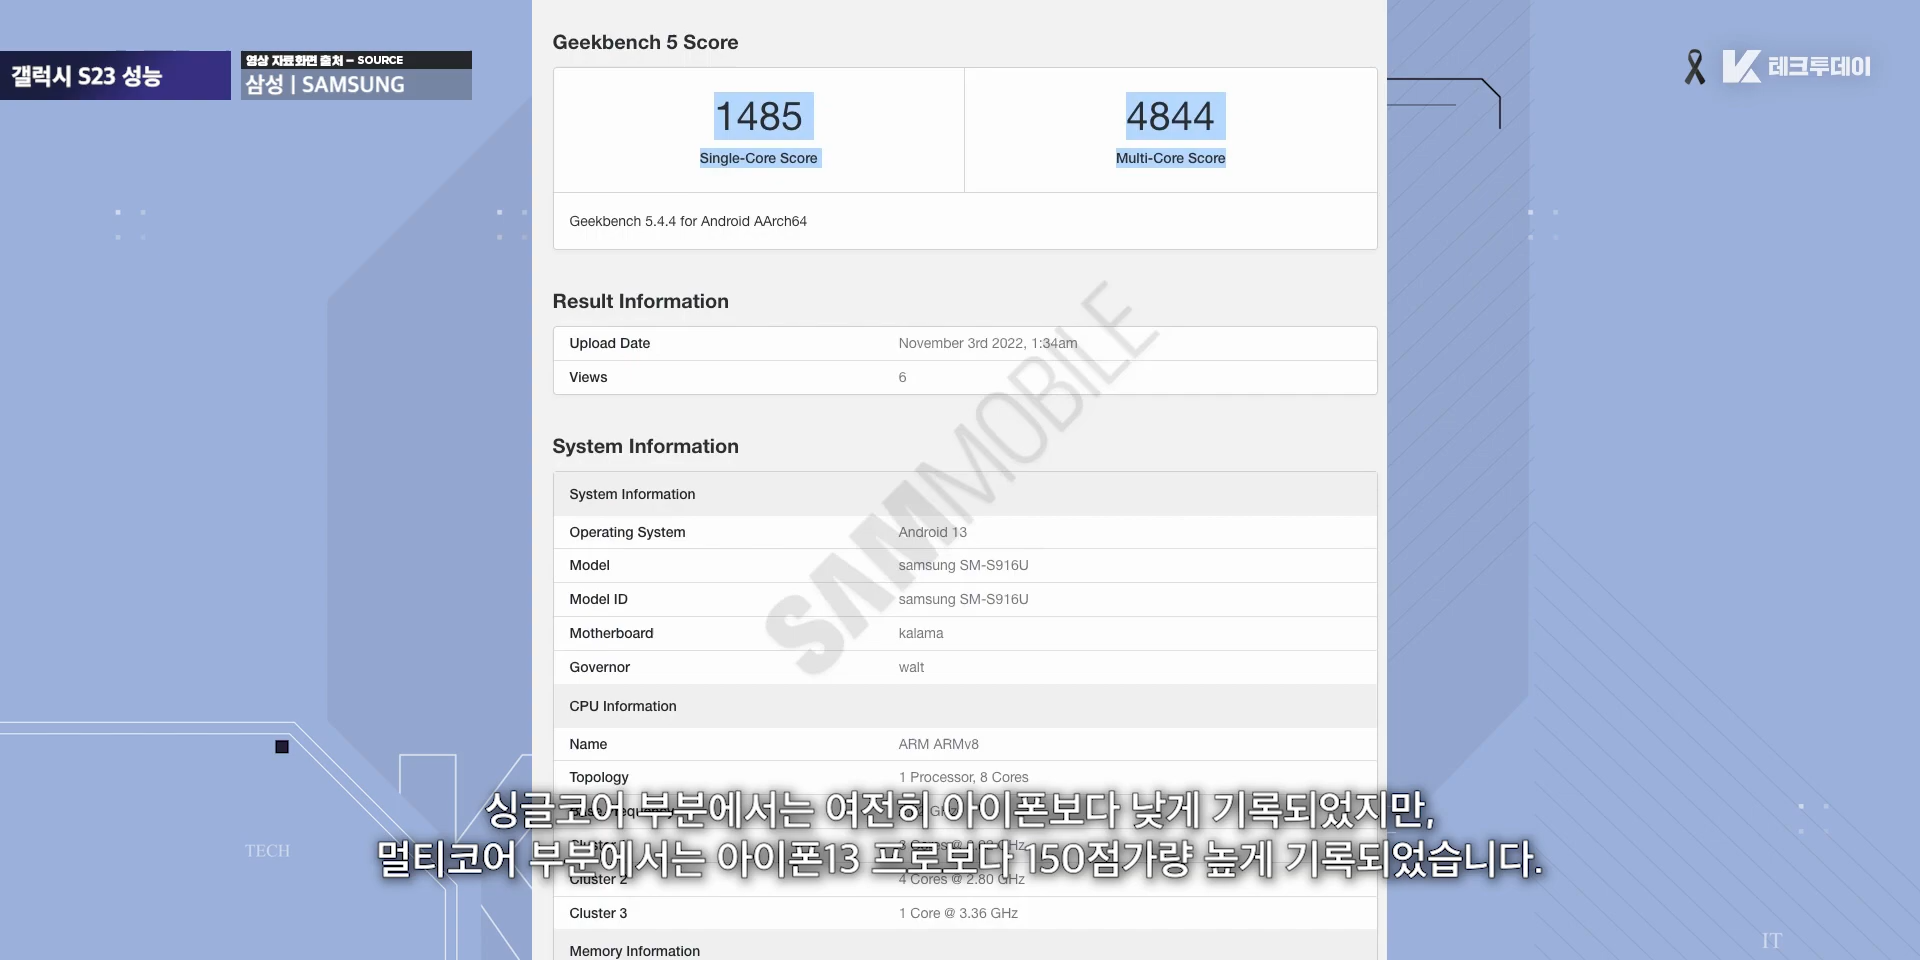 갤럭시 S23 성능
영상 자료화면 출처 – SOURCE
삼성 | SAMSUNG
테크투데이
Geekbench 5 Score
1485
Single-Core Score
4844
Multi-Core Score
Geekbench 5.4.4 for Android AArch64
Result Information
Upload Date November 3rd 2022, 1:34am
Views 6
SAMMOBILE
System Information
System Information
Operating System Android 13
Model samsung SM-S916U
Model ID samsung SM-S916U
Motherboard kalama
Governor walt
CPU Information
Name ARM ARMv8
Topology 1 Processor, 8 Cores
싱글코어 부분에서는 여전히 아이폰보다 낮게 기록되었지만,
멀티코어 부분에서는 아이폰13 프로보다 150점가량 높게 기록되었습니다.
Cluster 2 4 Cores @ 2.80 GHz
Cluster 3 1 Core @ 3.36 GHz
Memory Information
TECH
IT